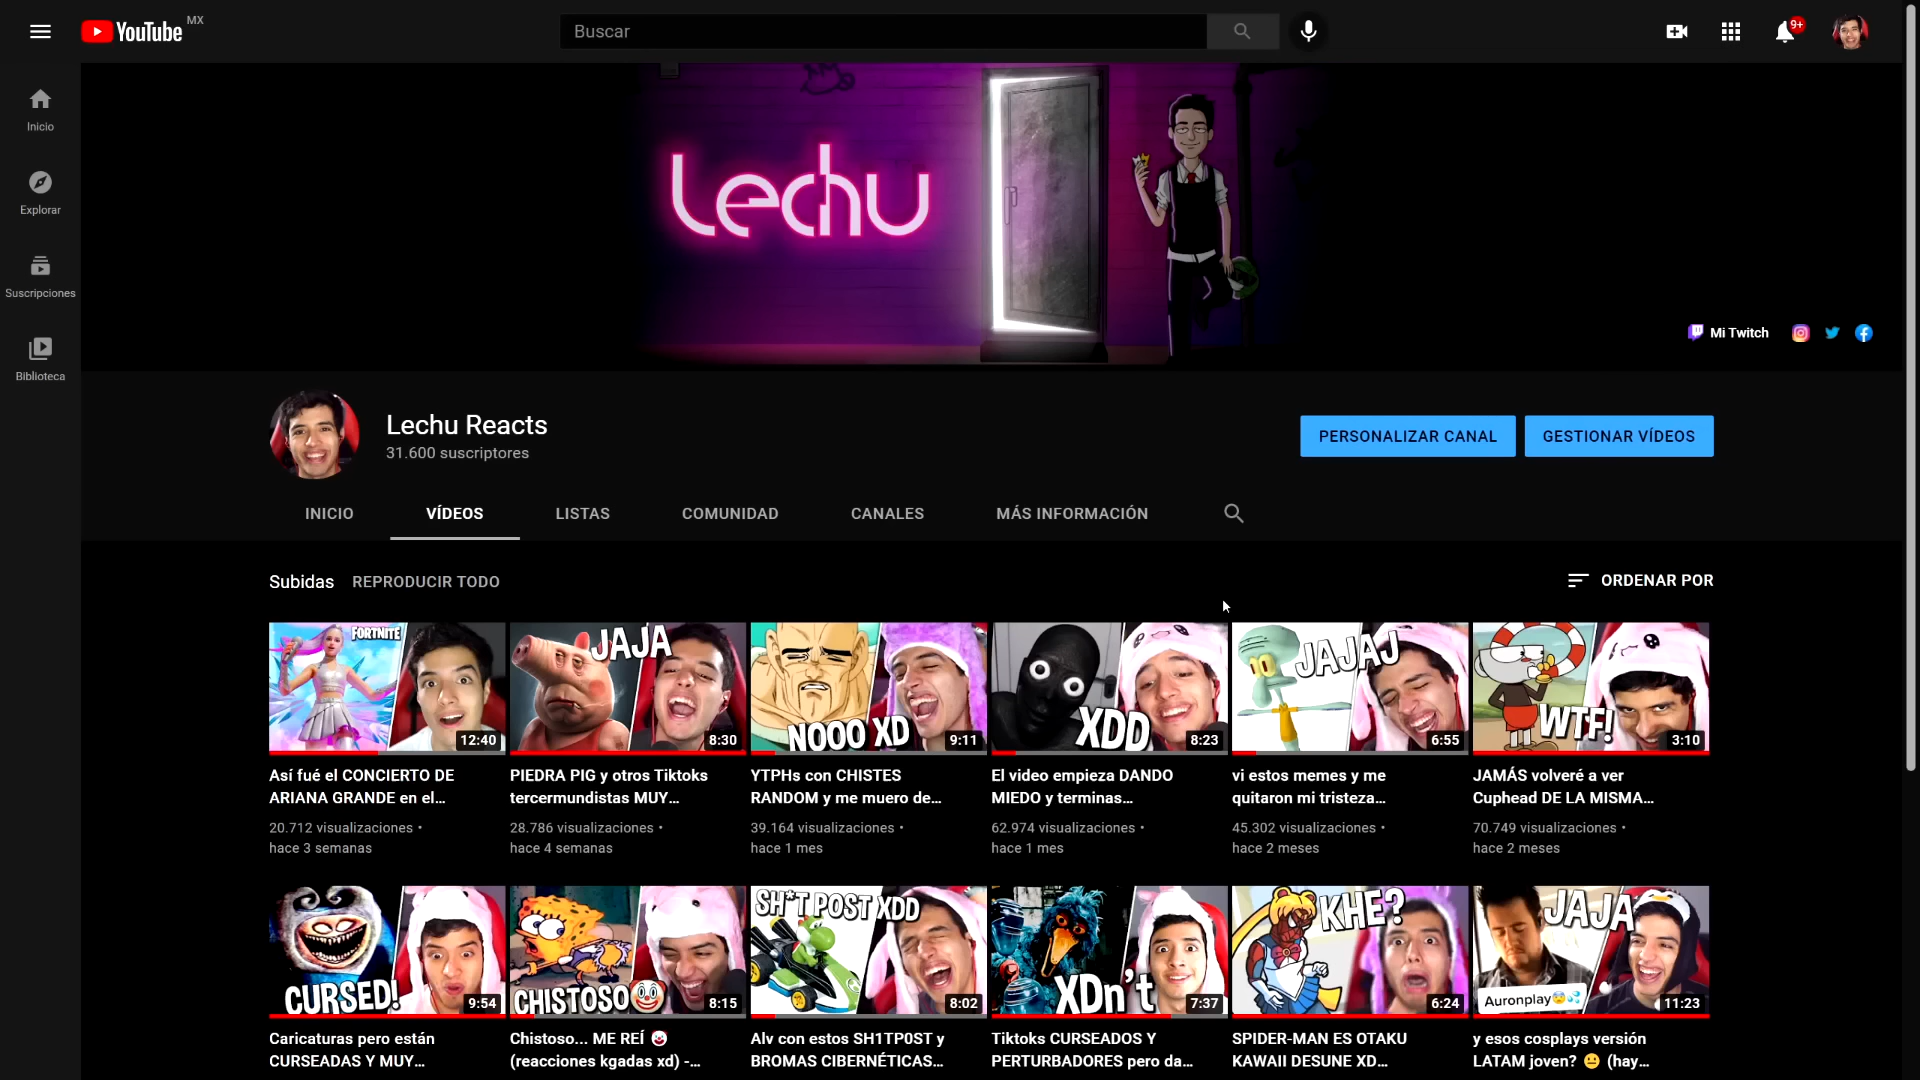 YouTube MX
Buscar
9+
Inicio
Explorar
Suscripciones
Biblioteca
Lechu
Mi Twitch
Lechu Reacts
31.600 suscriptores
PERSONALIZAR CANAL
GESTIONAR VÍDEOS
INICIO
VÍDEOS
LISTAS
COMUNIDAD
CANALES
MÁS INFORMACIÓN
Subidas
REPRODUCIR TODO
ORDENAR POR
FORTNITE
12:40
JAJA
8:30
NOOO XD
9:11
XDD
8:23
JAJAJ
6:55
WTF!
3:10
Así fué el CONCIERTO DE
ARIANA GRANDE en el...
20.712 visualizaciones •
hace 3 semanas
PIEDRA PIG y otros Tiktoks
tercermundistas MUY...
28.786 visualizaciones •
hace 4 semanas
YTPHs con CHISTES
RANDOM y me muero de...
39.164 visualizaciones •
hace 1 mes
El video empieza DANDO
MIEDO y terminas...
62.974 visualizaciones •
hace 1 mes
vi estos memes y me
quitaron mi tristeza...
45.302 visualizaciones •
hace 2 meses
JAMÁS volveré a ver
Cuphead DE LA MISMA...
70.749 visualizaciones •
hace 2 meses
CURSED!
9:54
CHISTOSO🤡
8:15
SH*T POST XDD
8:02
XDn't
7:37
KHE?
6:24
JAJA
Auronplay😨💦
11:23
Caricaturas pero están
CURSEADAS Y MUY...
Chistoso... ME REÍ 🤡
(reacciones kgadas xd) -...
Alv con estos SH1TP0ST y
BROMAS CIBERNÉTICAS...
Tiktoks CURSEADOS Y
PERTURBADORES pero da...
SPIDER-MAN ES OTAKU
KAWAII DESUNE XD...
y esos cosplays versión
LATAM joven? 😐 (hay...